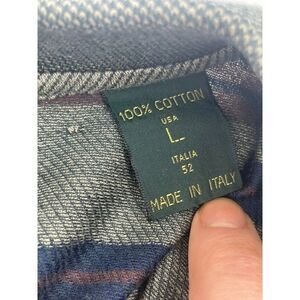 100% COTTON
USA
L
ITALIA
52
MADE IN ITALY